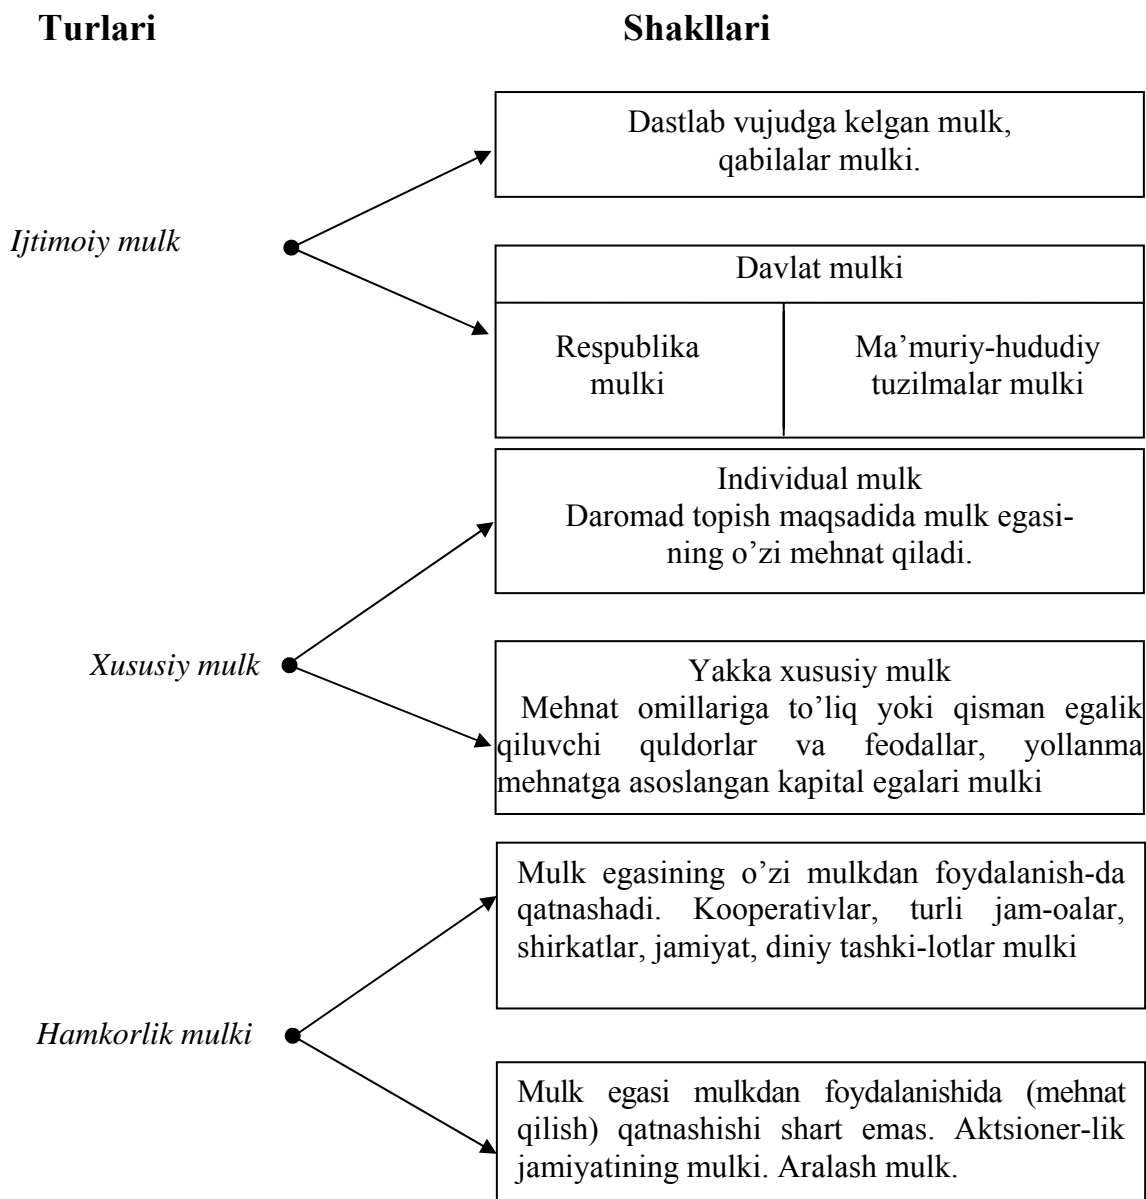 Turlari
Shakllari
Dastlab vujudga kelgan mulk,
qabilalar mulki.
Ijtimoiy mulk
Davlat mulki
Respublika
mulki
Ma’muriy-hududiy
tuzilmalar mulki
Individual mulk
Daromad topish maqsadida mulk egasi-
ning o’zi mehnat qiladi.
Xususiy mulk
Yakka xususiy mulk
Mehnat omillariga to’liq yoki qisman egalik
qiluvchi quldorlar va feodallar, yollanma
mehnatga asoslangan kapital egalari mulki
Mulk egasining o’zi mulkdan foydalanish-da
qatnashadi. Kooperativlar, turli jam-oalar,
shirkatlar, jamiyat, diniy tashki-lotlar mulki
Hamkorlik mulki
Mulk egasi mulkdan foydalanishida (mehnat
qilish) qatnashishi shart emas. Aktsioner-lik
jamiyatining mulki. Aralash mulk.